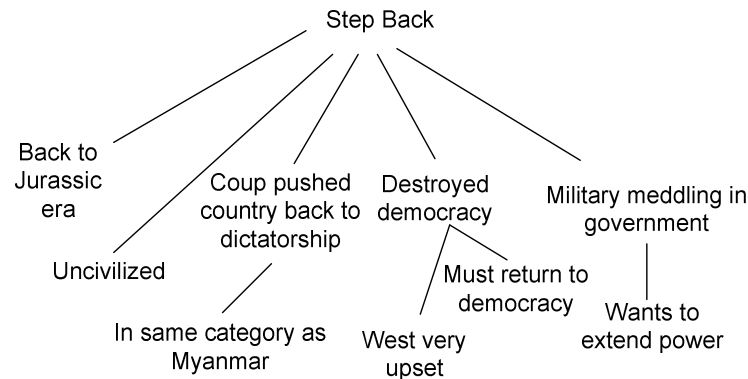 Step Back
Back to
Jurassic
era
Uncivilized
Coup pushed
country back to
dictatorship
In same category as
Myanmar
Destroyed
democracy
West very
upset
Must return to
democracy
Military meddling in
government
Wants to
extend power